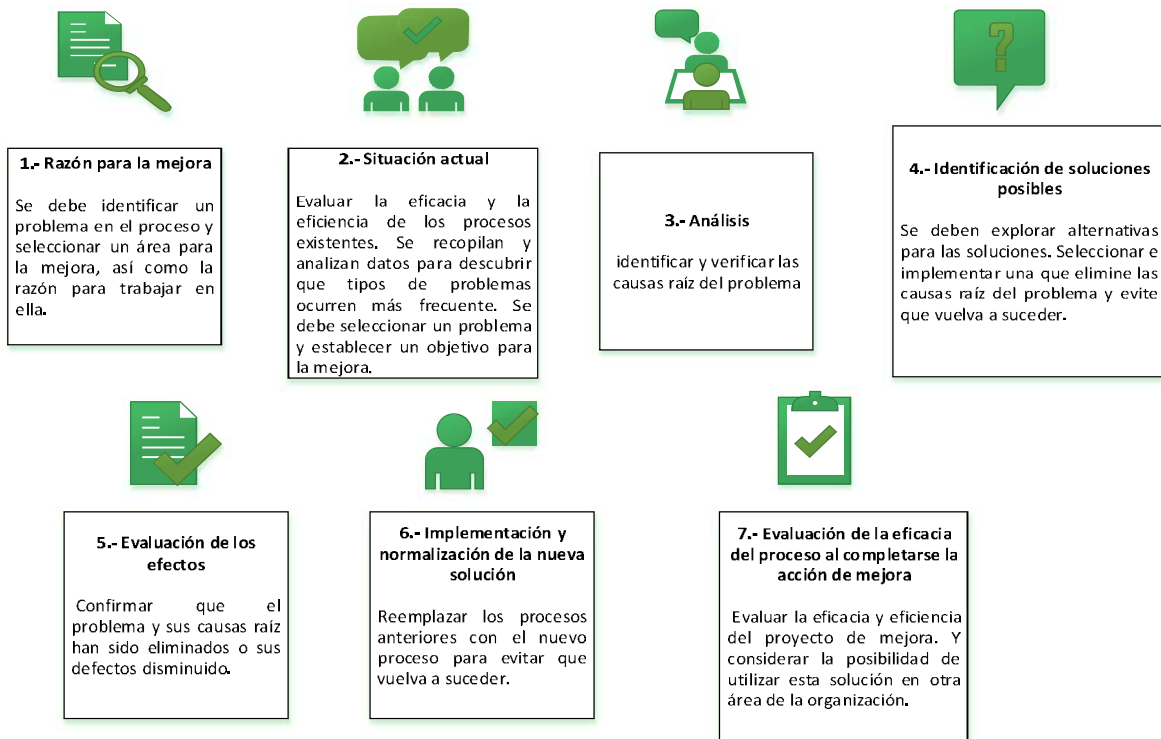 1.- Razón para la mejora
Se debe identificar un
problema en el proceso y
seleccionar un área para
la mejora, así como la
razón para trabajar en
ella.
2.- Situación actual
Evaluar la eficacia y la
eficiencia de los procesos
existentes. Se recopilan y
analizan datos para descubrir
que tipos de problemas
ocurren más frecuente. Se
debe seleccionar un problema
y establecer un objetivo para
la mejora.
3.- Análisis
identificar y verificar las
causas raíz del problema
?
4.- Identificación de soluciones
posibles
Se deben explorar alternativas
para las soluciones. Seleccionar e
implementar una que elimine las
causas raíz del problema y evite
que vuelva a suceder.
5.- Evaluación de los
efectos
Confirmar que el
problema y sus causas raíz
han sido eliminados o sus
defectos disminuido.
6.- Implementación y
normalización de la nueva
solución
Reemplazar los procesos
anteriores con el nuevo
proceso para evitar que
vuelva a suceder.
7.- Evaluación de la eficacia
del proceso al completarse la
acción de mejora
Evaluar la eficacia y eficiencia
del proyecto de mejora. Y
considerar la posibilidad de
utilizar esta solución en otra
área de la organización.